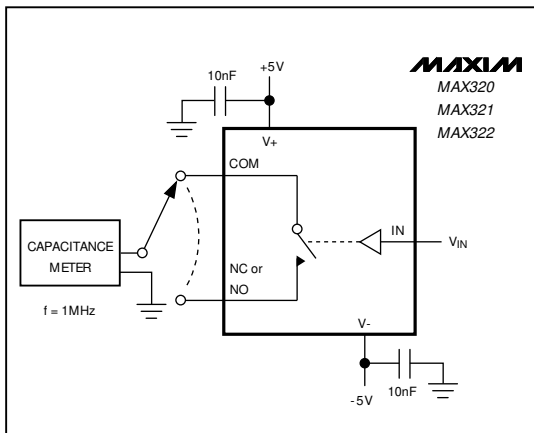 +5V
10nF
MAXIM
MAX320
MAX321
MAX322
V+
COM
IN
VIN
CAPACITANCE
METER
NC or
NO
f = 1MHz
V-
10nF
-5V